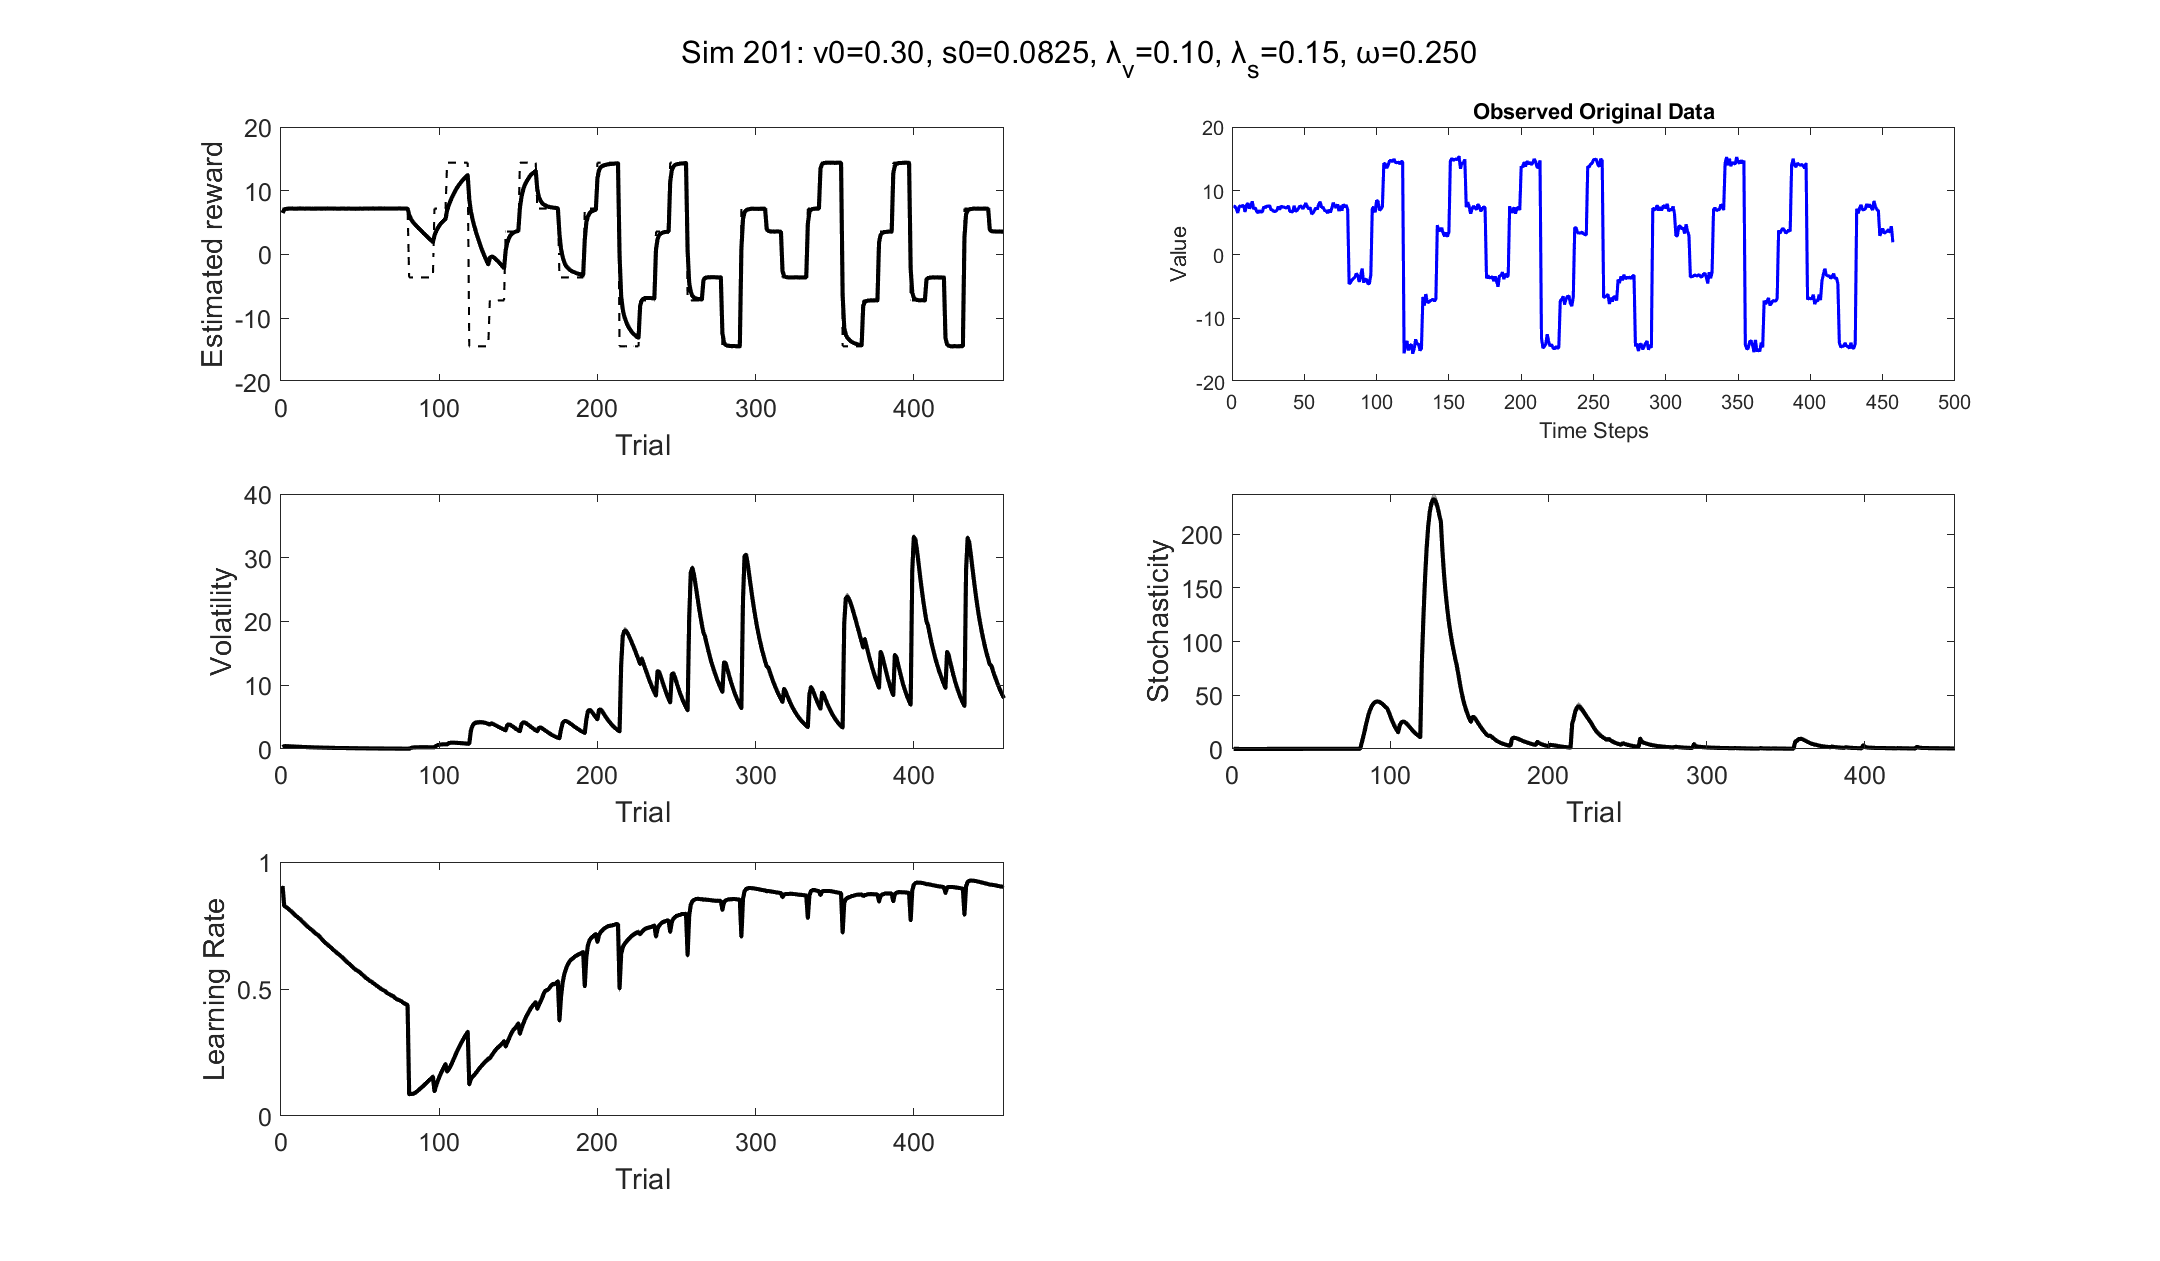 Sim 201: v0=0.30, s0=0.0825, λv=0.10, λs=0.15, ω=0.250
Estimated reward
20
10
0
-10
-20
0 100 200 300 400
Trial
Observed Original Data
Value
20
10
0
-10
-20
0 50 100 150 200 250 300 350 400 450 500
Time Steps
Volatility
40
30
20
10
0
0 100 200 300 400
Trial
Stochasticity
200
150
100
50
0
0 100 200 300 400
Trial
Learning Rate
1
0.5
0
0 100 200 300 400
Trial